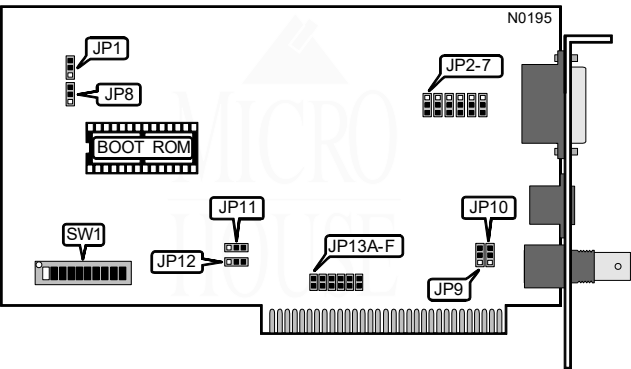 N0195
JP1
JP2-7
JP8
BOOT ROM
MICRO
HOUSE
JP11
JP10
SW1
JP12
JP13A-F
JP9